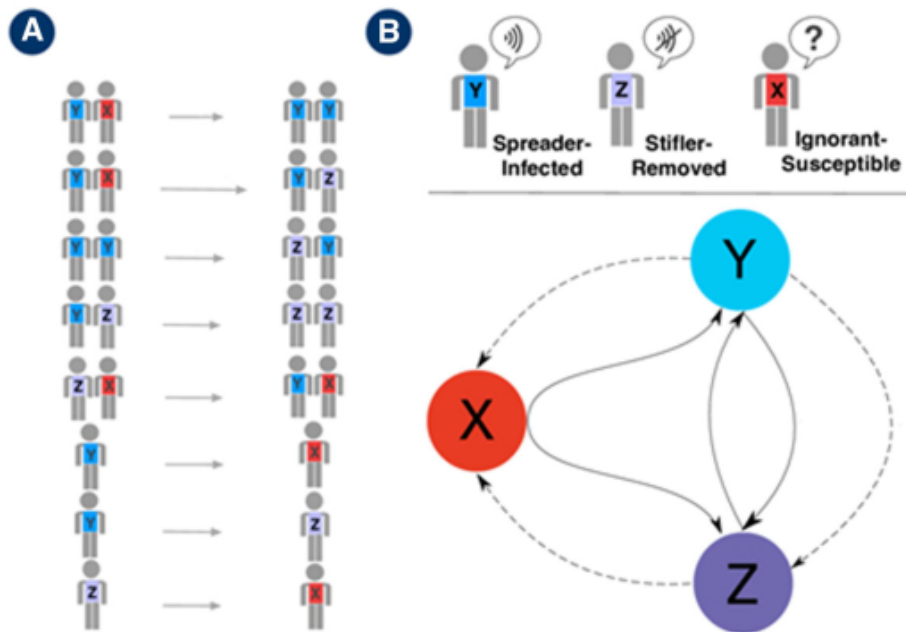 A
B
Y X
Y Y
Y X
Y Z
Y Y
Z Y
Y Z
Z Z
Z X
Y X
Y
X
Y
Z
Z
X
Y
Z
?
X
Spreader-
Infected
Stifler-
Removed
Ignorant-
Susceptible
Y
X
Z